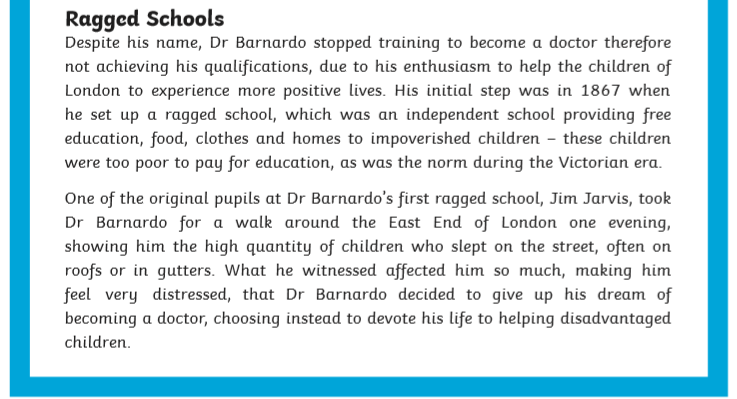 Ragged Schools
Despite his name, Dr Barnardo stopped training to become a doctor therefore
not achieving his qualifications, due to his enthusiasm to help the children of
London to experience more positive lives. His initial step was in 1867 when
he set up a ragged school, which was an independent school providing free
education, food, clothes and homes to impoverished children – these children
were too poor to pay for education, as was the norm during the Victorian era.
One of the original pupils at Dr Barnardo's first ragged school, Jim Jarvis, took
Dr Barnardo for a walk around the East End of London one evening,
showing him the high quantity of children who slept on the street, often on
roofs or in gutters. What he witnessed affected him so much, making him
feel very distressed, that Dr Barnardo decided to give up his dream of
becoming a doctor, choosing instead to devote his life to helping disadvantaged
children.